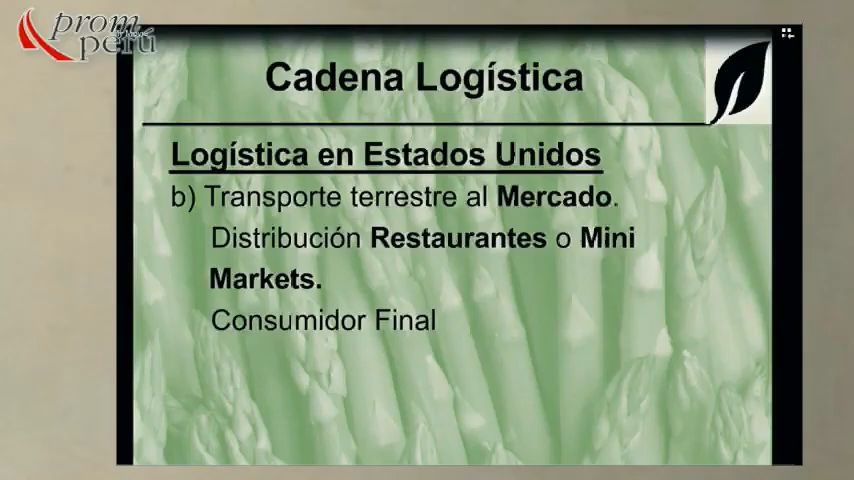 prom
perú
Cadena Logística
Logística en Estados Unidos
b) Transporte terrestre al Mercado.
Distribución Restaurantes o Mini
Markets.
Consumidor Final